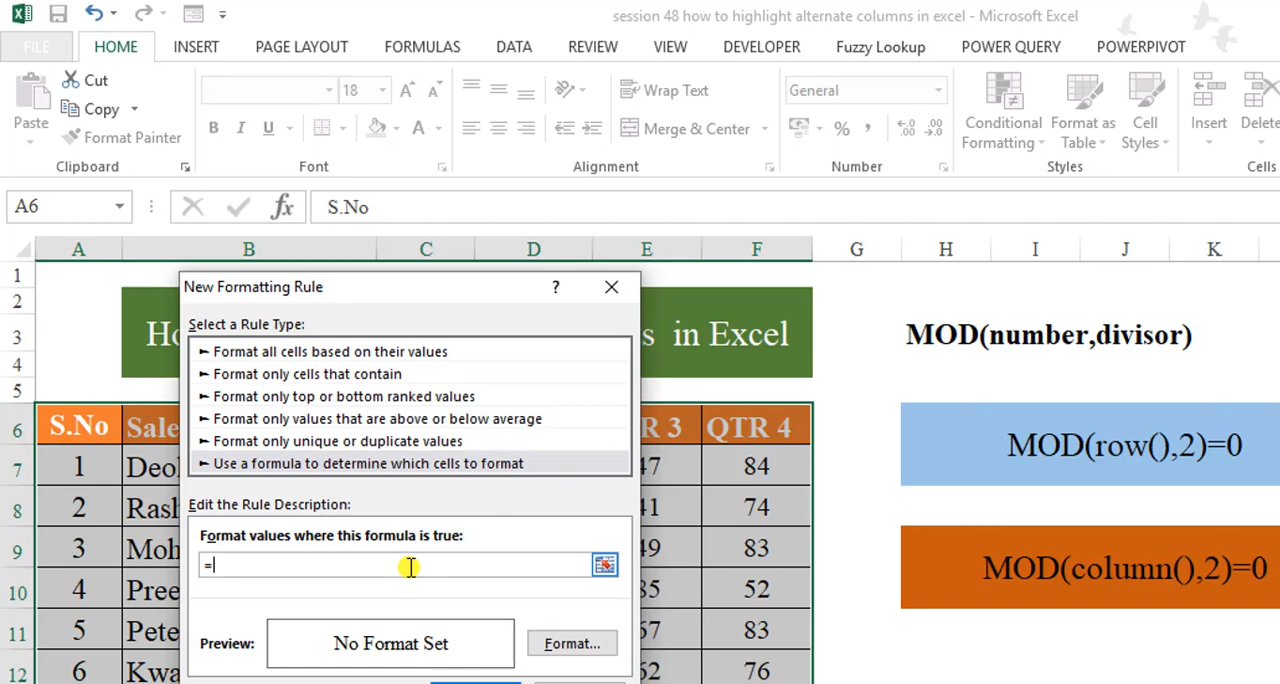 session 48 how to highlight alternate columns in excel - Microsoft Excel
FILE HOME INSERT PAGE LAYOUT FORMULAS DATA REVIEW VIEW DEVELOPER Fuzzy Lookup POWER QUERY POWERPIVOT
Paste
Cut
Copy
Format Painter
Clipboard
18
Font
Wrap Text
Merge & Center
Alignment
General
Number
Conditional Formatting
Format as Table
Cell Styles
Styles
Insert
Delete
Cells
A6 fx S.No
A B C D E F G H I J K
1
2
3
4
5
6
7
8
9
10
11
12
in Excel
MOD(number,divisor)
MOD(row(),2)=0
MOD(column(),2)=0
S.No Sale R 3 QTR 4
1 47 84
2 Rash 41 74
3 Moh 49 83
4 Pree 85 52
5 Pete 57 83
6 Kwa 62 76
New Formatting Rule ?
Select a Rule Type:
► Format all cells based on their values
► Format only cells that contain
► Format only top or bottom ranked values
► Format only values that are above or below average
► Format only unique or duplicate values
► Use a formula to determine which cells to format
Edit the Rule Description:
Format values where this formula is true:
=
Preview:
No Format Set
Format...